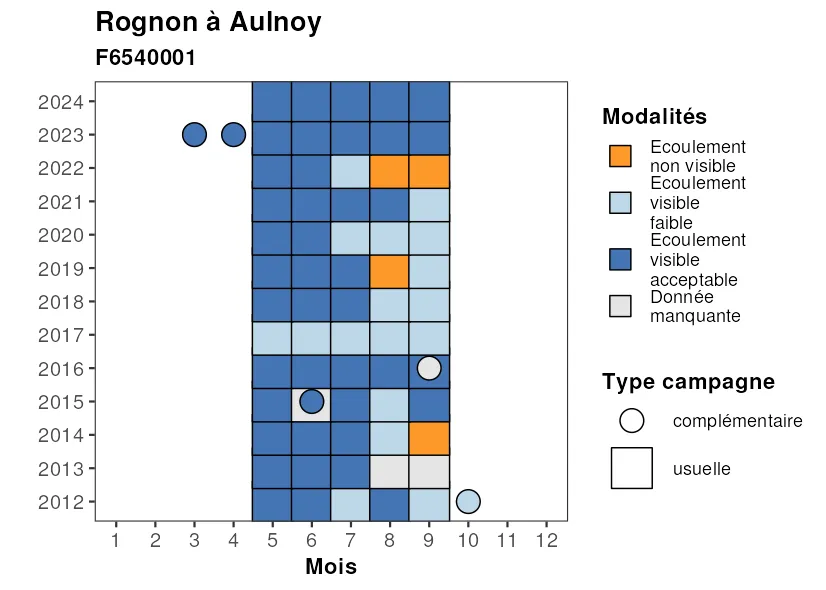 Rognon à Aulnoy
F6540001
2024
2023
2022
2021
2020
2019
2018
2017
2016
2015
2014
2013
2012
1 2 3 4 5 6 7 8 9 10 11 12
Mois
Modalités
Ecoulement
non visible
Ecoulement
visible
faible
Ecoulement
visible
acceptable
Donnée
manquante
Type campagne
complémentaire
usuelle